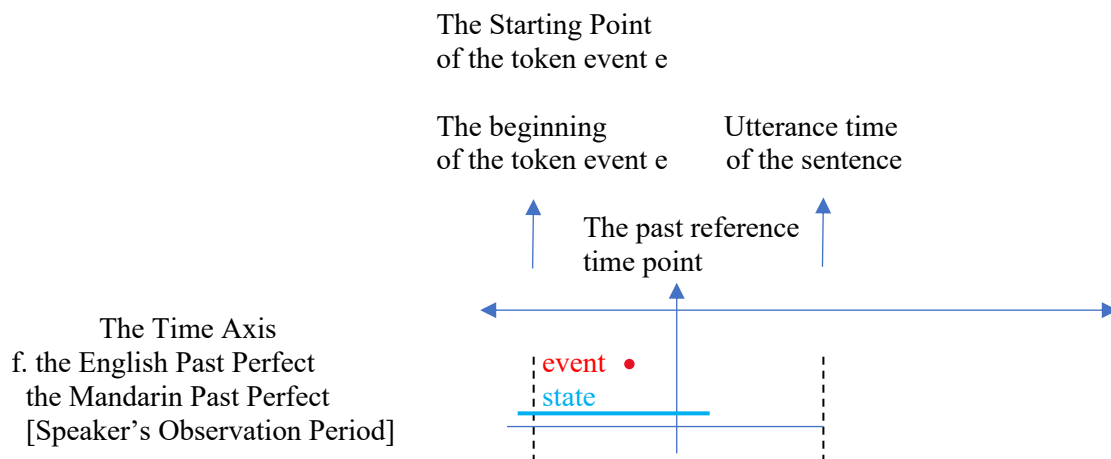 The Starting Point
of the token event e
The beginning
of the token event e
Utterance time
of the sentence
The past reference
time point
The Time Axis
f. the English Past Perfect
the Mandarin Past Perfect
[Speaker's Observation Period]
event
state